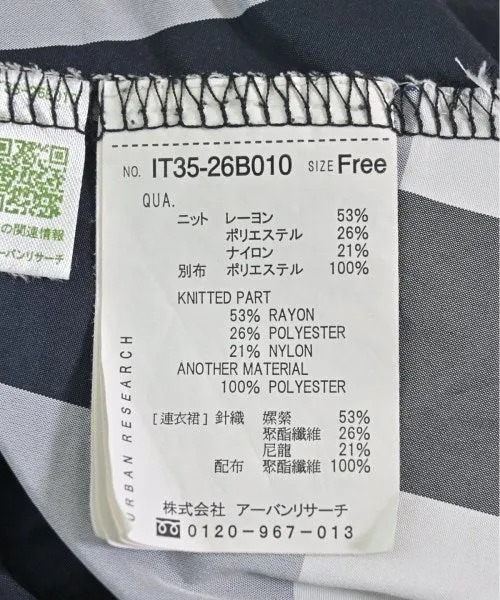 NO. IT35-26B010 SIZE Free
QUA.
ニット レーヨン 53%
ポリエステル 26%
ナイロン 21%
別布 ポリエステル 100%
KNITTED PART
53% RAYON
26% POLYESTER
21% NYLON
ANOTHER MATERIAL
100% POLYESTER
[連衣裙] 針織 嫘縈 53%
聚酯纖維 26%
尼龍 21%
配布 聚酯纖維 100%
株式会社 アーバンリサーチ
0120-967-013
URBAN RESEARCH
の関連情報
アーバンリサーチ